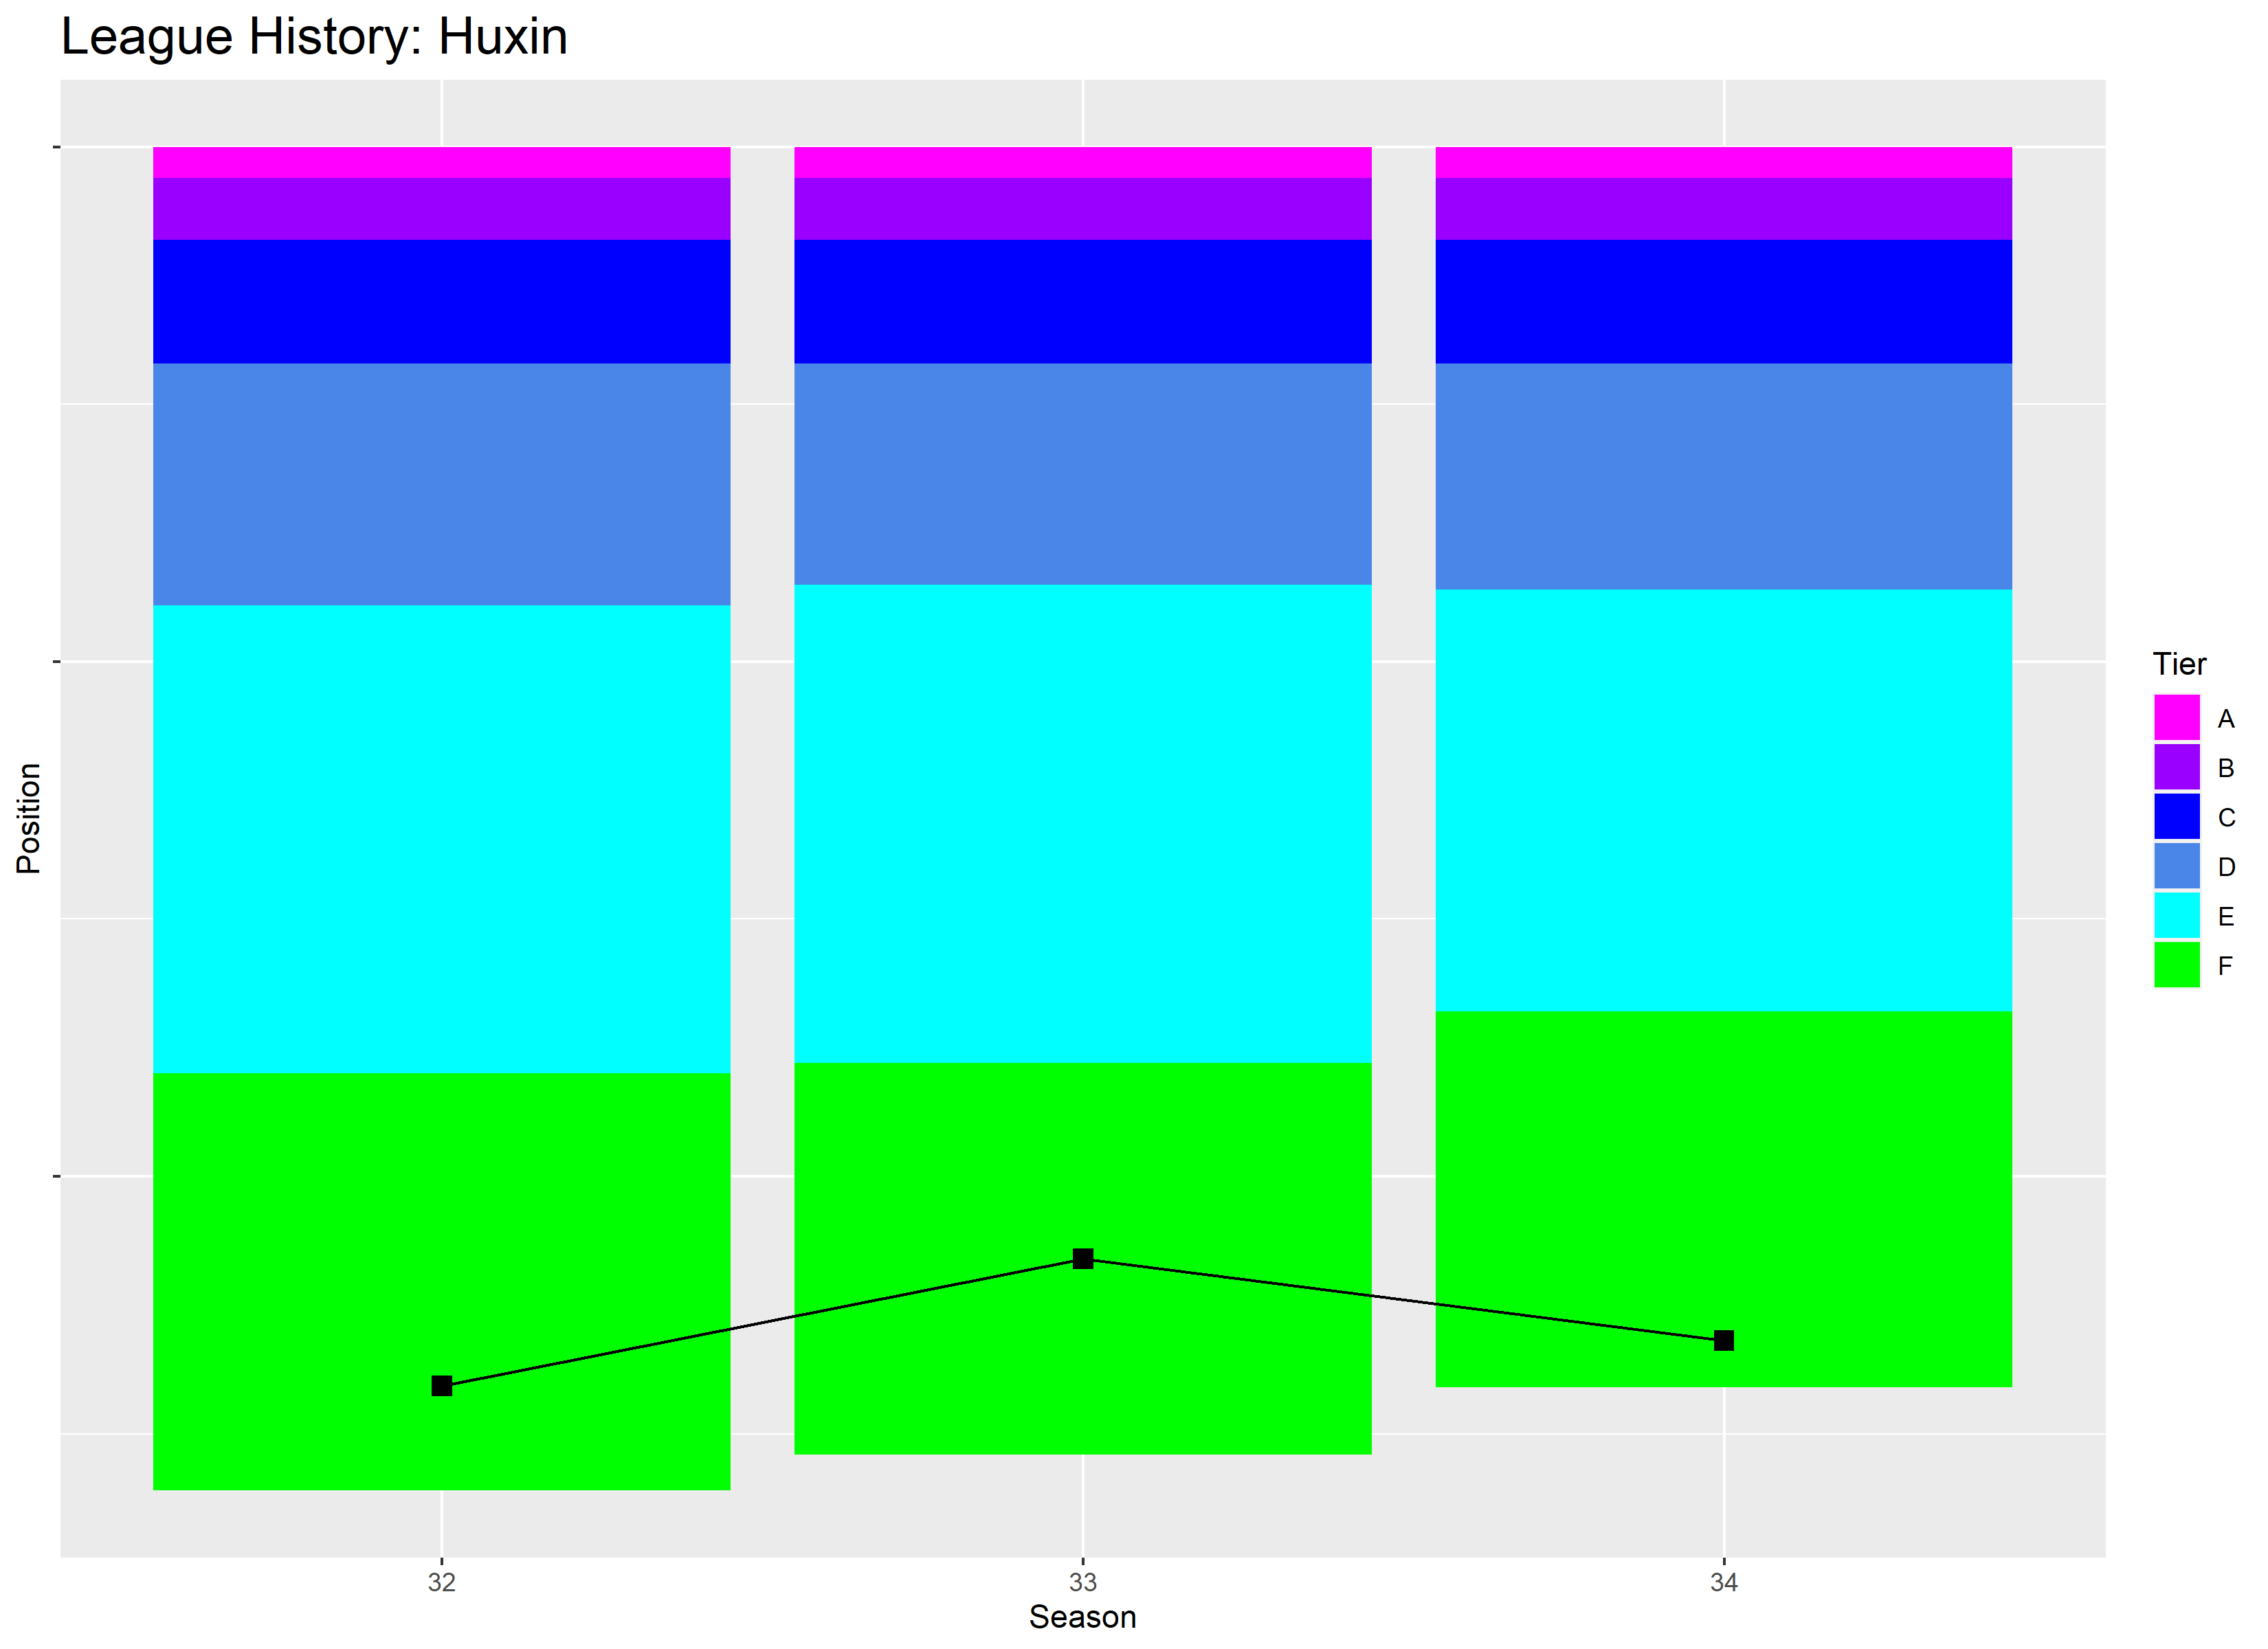 League History: Huxin
Position
32
33
34
Season
Tier
A
B
C
D
E
F